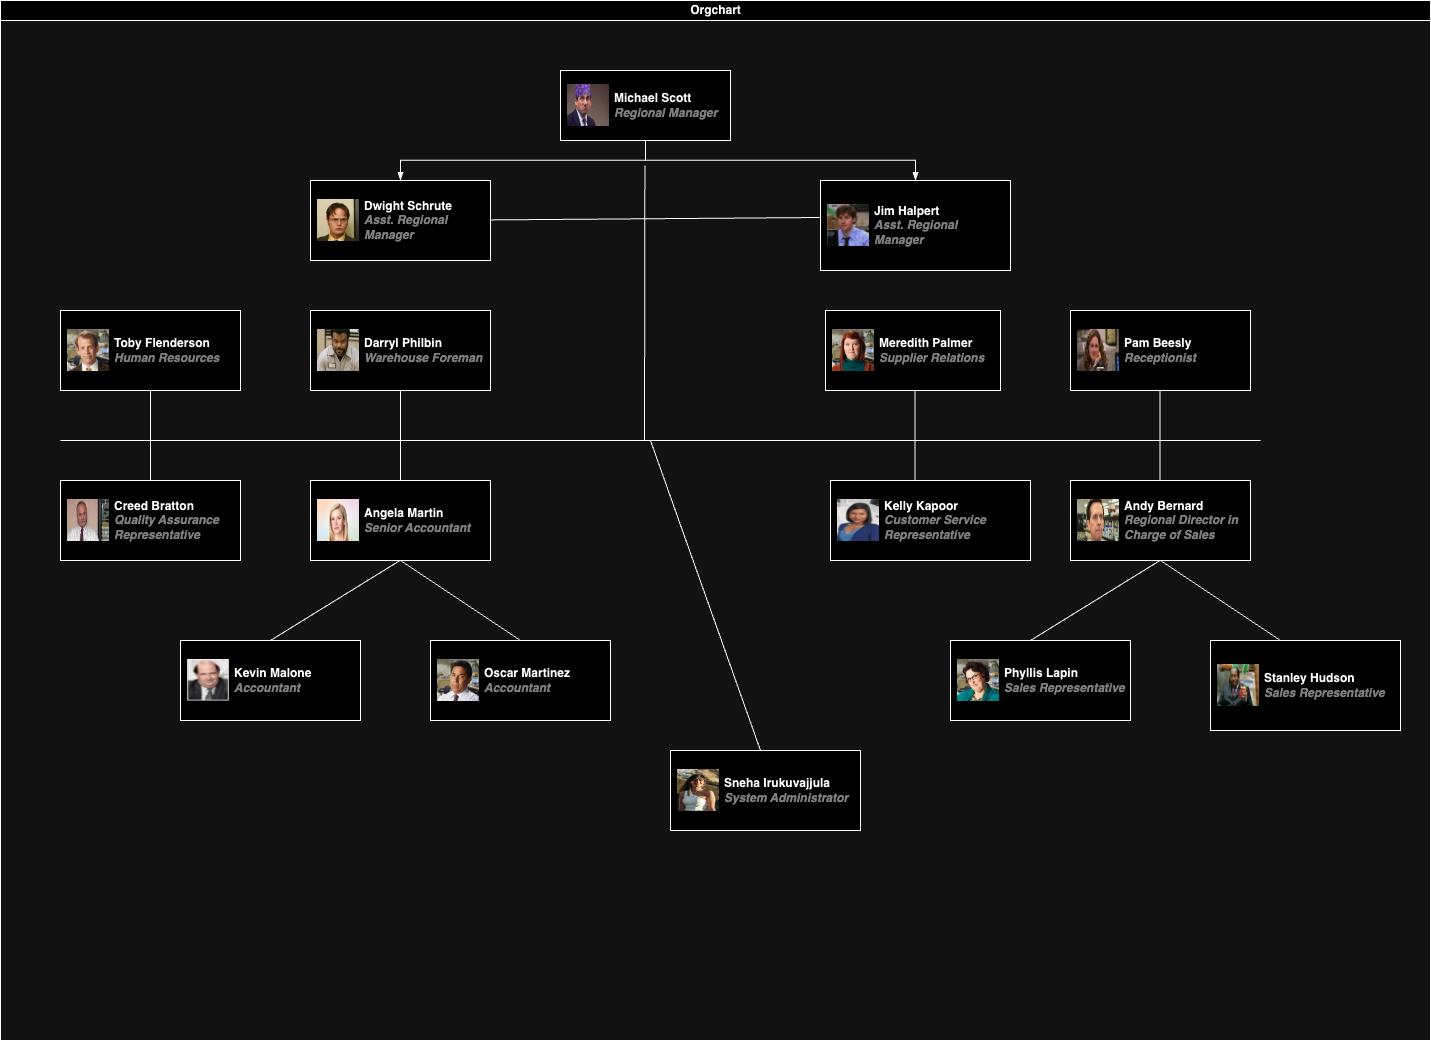 Orgchart
Michael Scott
Regional Manager
Dwight Schrute
Asst. Regional
Manager
Jim Halpert
Asst. Regional
Manager
Toby Flenderson
Human Resources
Darryl Philbin
Warehouse Foreman
Meredith Palmer
Supplier Relations
Pam Beesly
Receptionist
Creed Bratton
Quality Assurance
Representative
Angela Martin
Senior Accountant
Kelly Kapoor
Customer Service
Representative
Andy Bernard
Regional Director in
Charge of Sales
Kevin Malone
Accountant
Oscar Martinez
Accountant
Phyllis Lapin
Sales Representative
Stanley Hudson
Sales Representative
Sneha Irukuvajjula
System Administrator